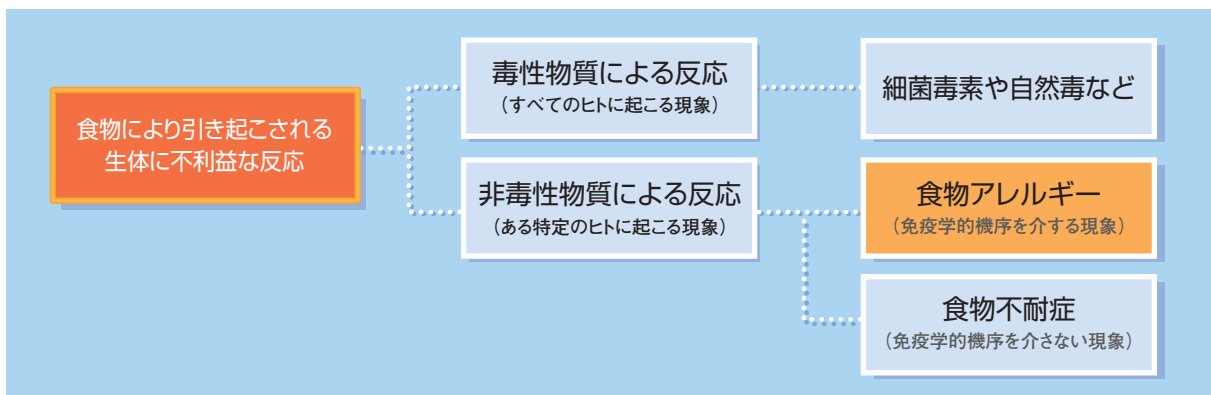 食物により引き起こされる
生体に不利益な反応
毒性物質による反応
（すべてのヒトに起こる現象）
細菌毒素や自然毒など
非毒性物質による反応
（ある特定のヒトに起こる現象）
食物アレルギー
（免疫学的機序を介する現象）
食物不耐症
（免疫学的機序を介さない現象）